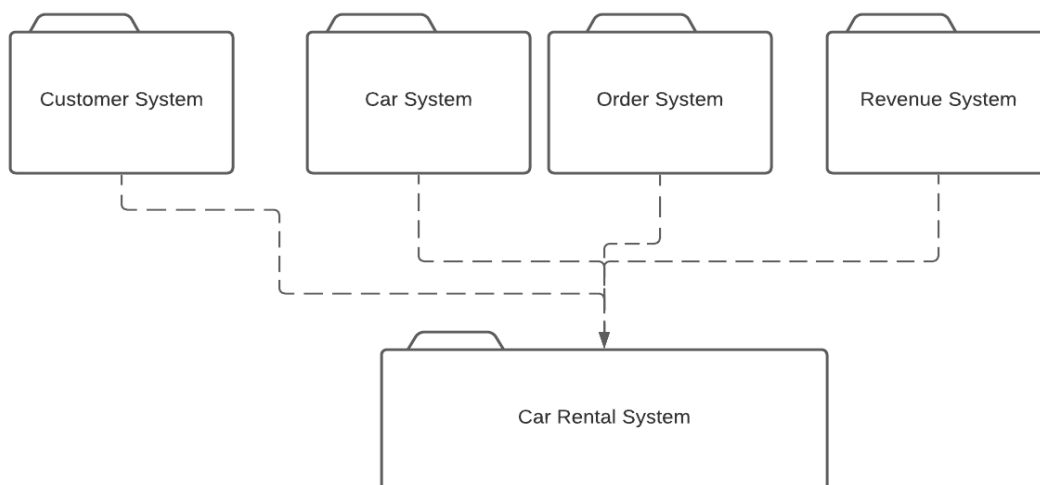 Customer System
Car System
Order System
Revenue System
Car Rental System